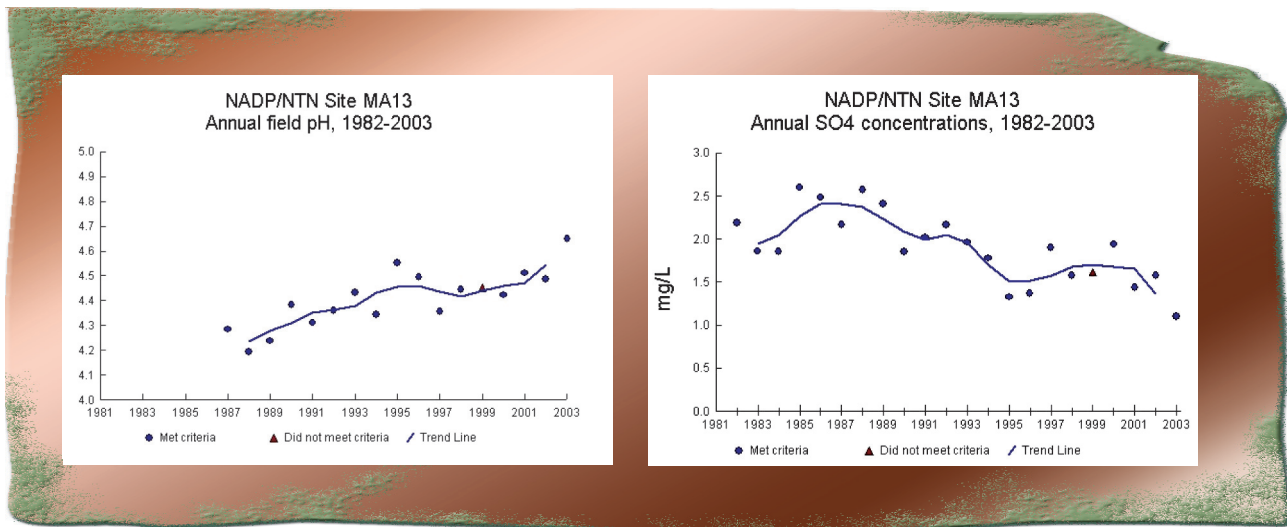 NADP/NTN Site MA13
Annual field pH, 1982-2003
5.0
4.9
4.8
4.7
4.6
4.5
4.4
4.3
4.2
4.1
4.0
1981 1983 1985 1987 1989 1991 1993 1995 1997 1999 2001 2003
Met criteria Did not meet criteria Trend Line
NADP/NTN Site MA13
Annual SO4 concentrations, 1982-2003
mg/L
3.0
2.5
2.0
1.5
1.0
0.5
0.0
1981 1983 1985 1987 1989 1991 1993 1995 1997 1999 2001 2003
Met criteria Did not meet criteria Trend Line